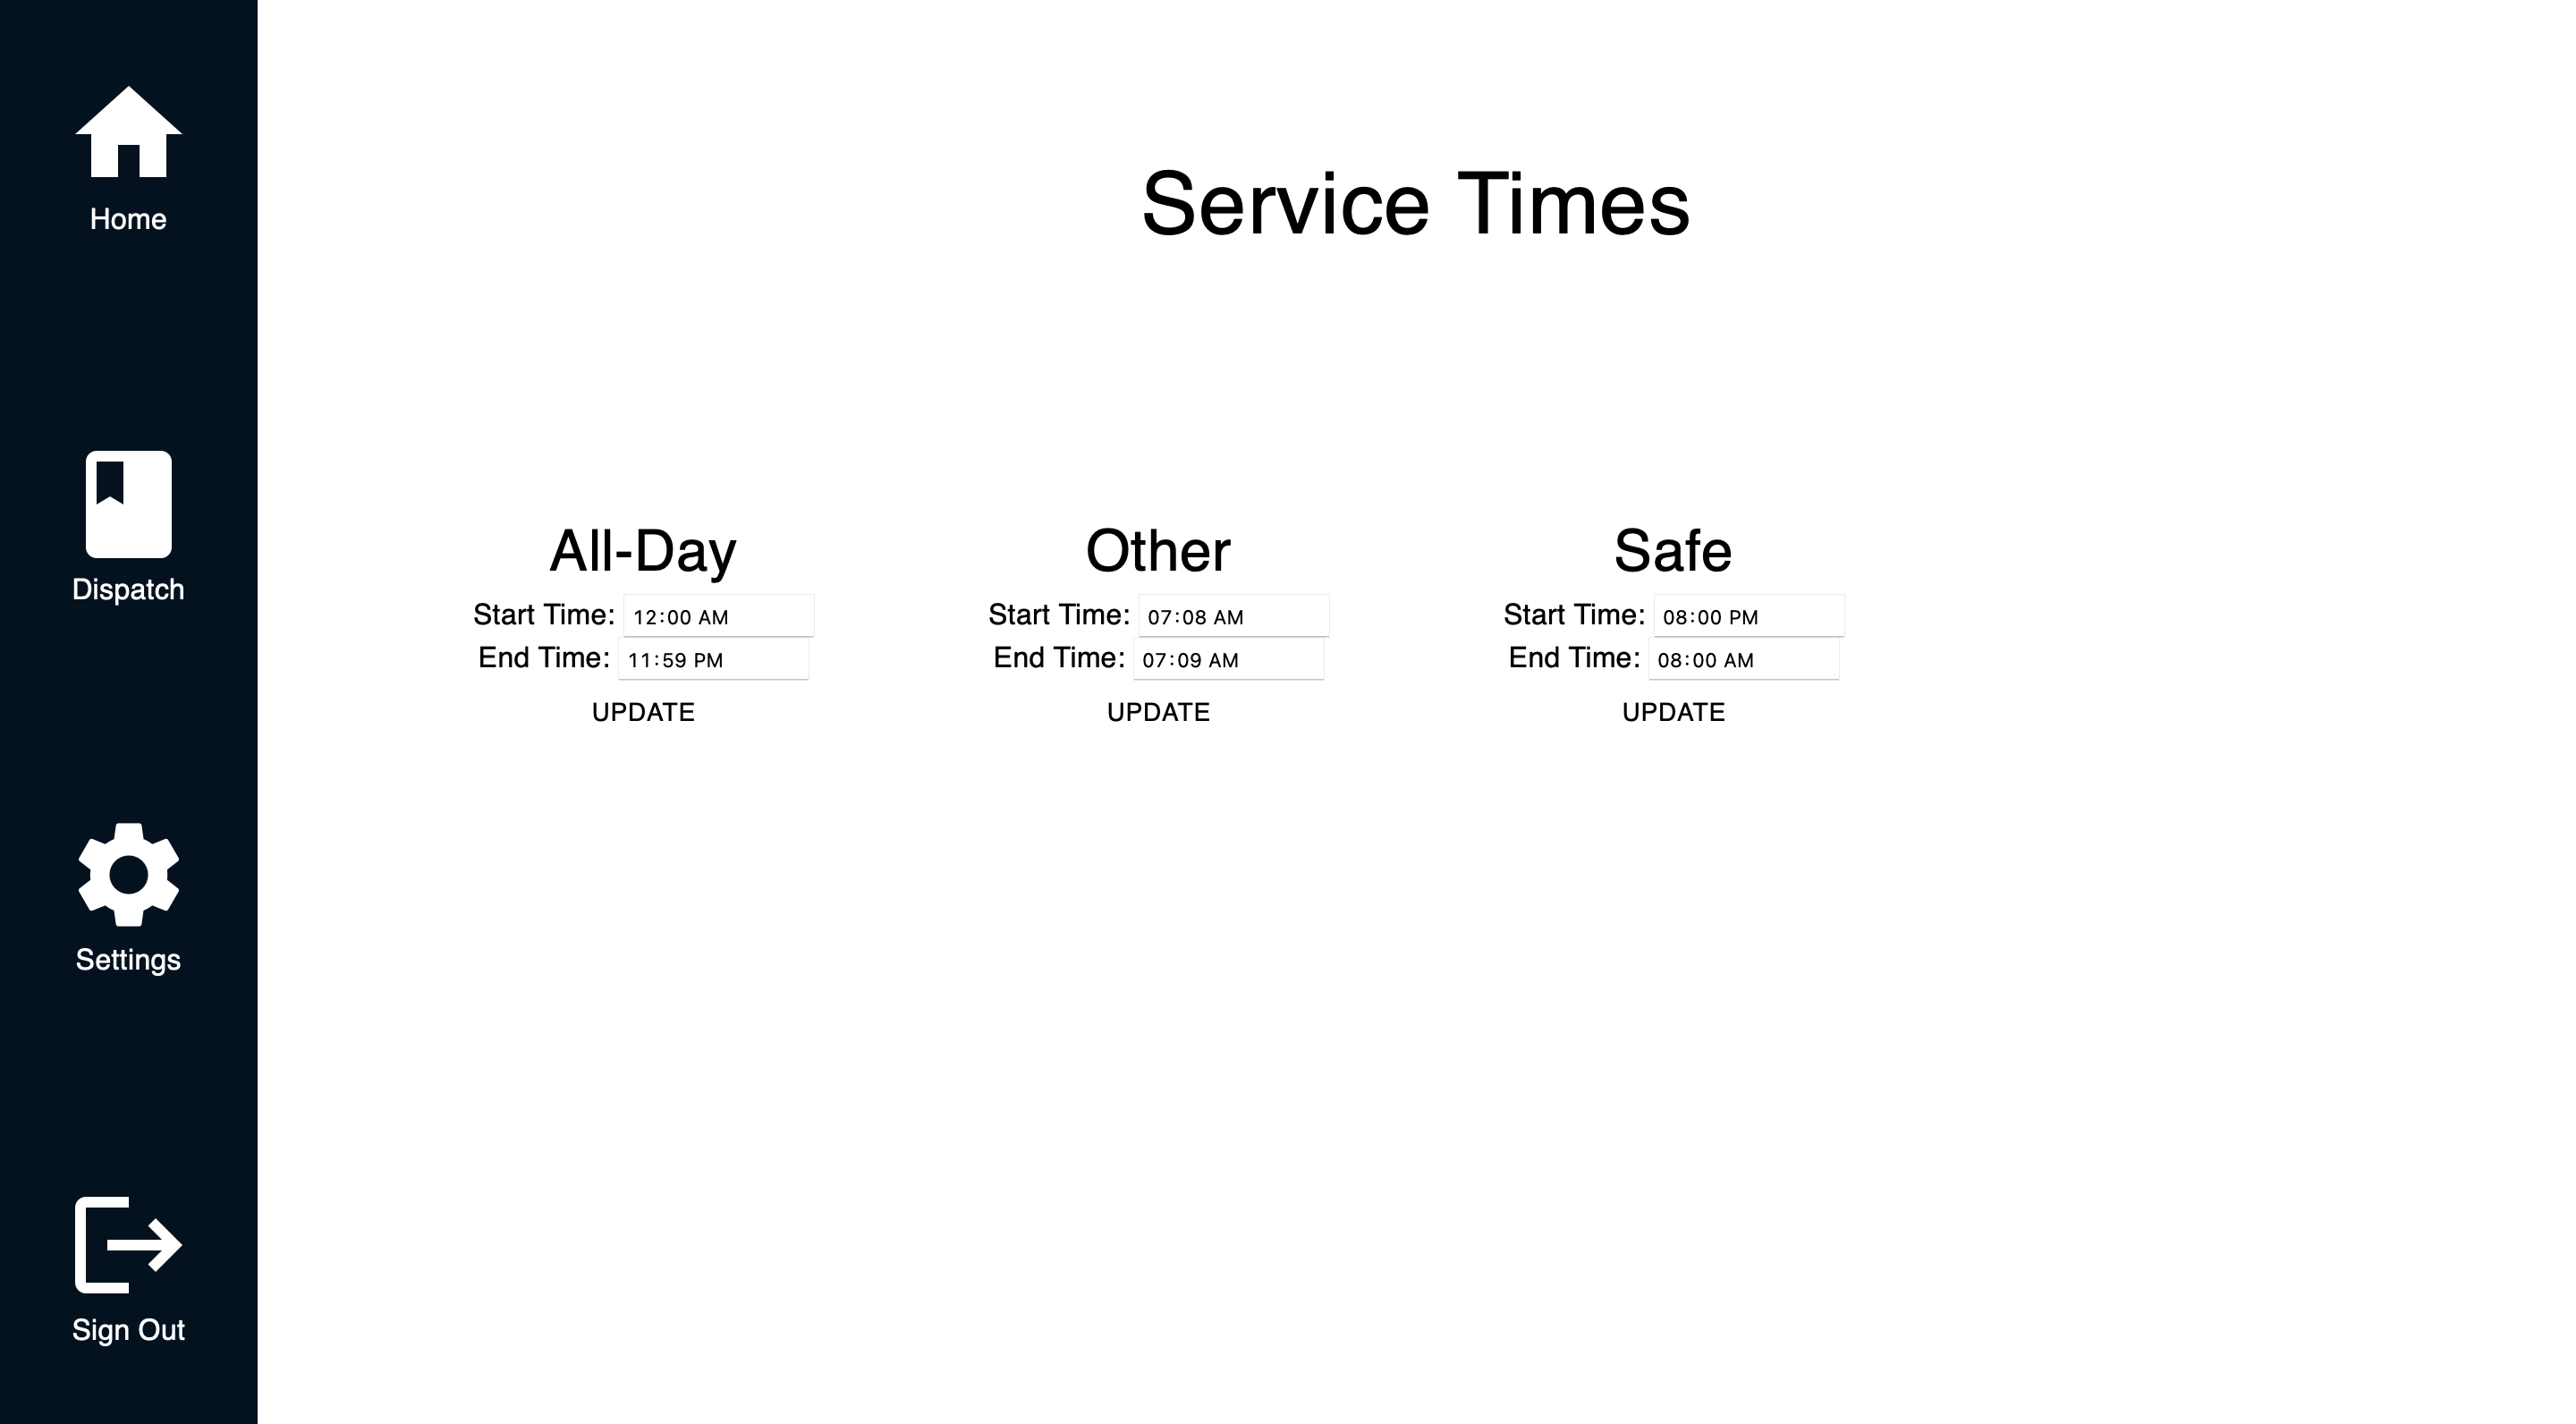 Home
Dispatch
Settings
Sign Out
Service Times
All-Day
Start Time: 12:00 AM
End Time: 11:59 PM
UPDATE
Other
Start Time: 07:08 AM
End Time: 07:09 AM
UPDATE
Safe
Start Time: 08:00 PM
End Time: 08:00 AM
UPDATE